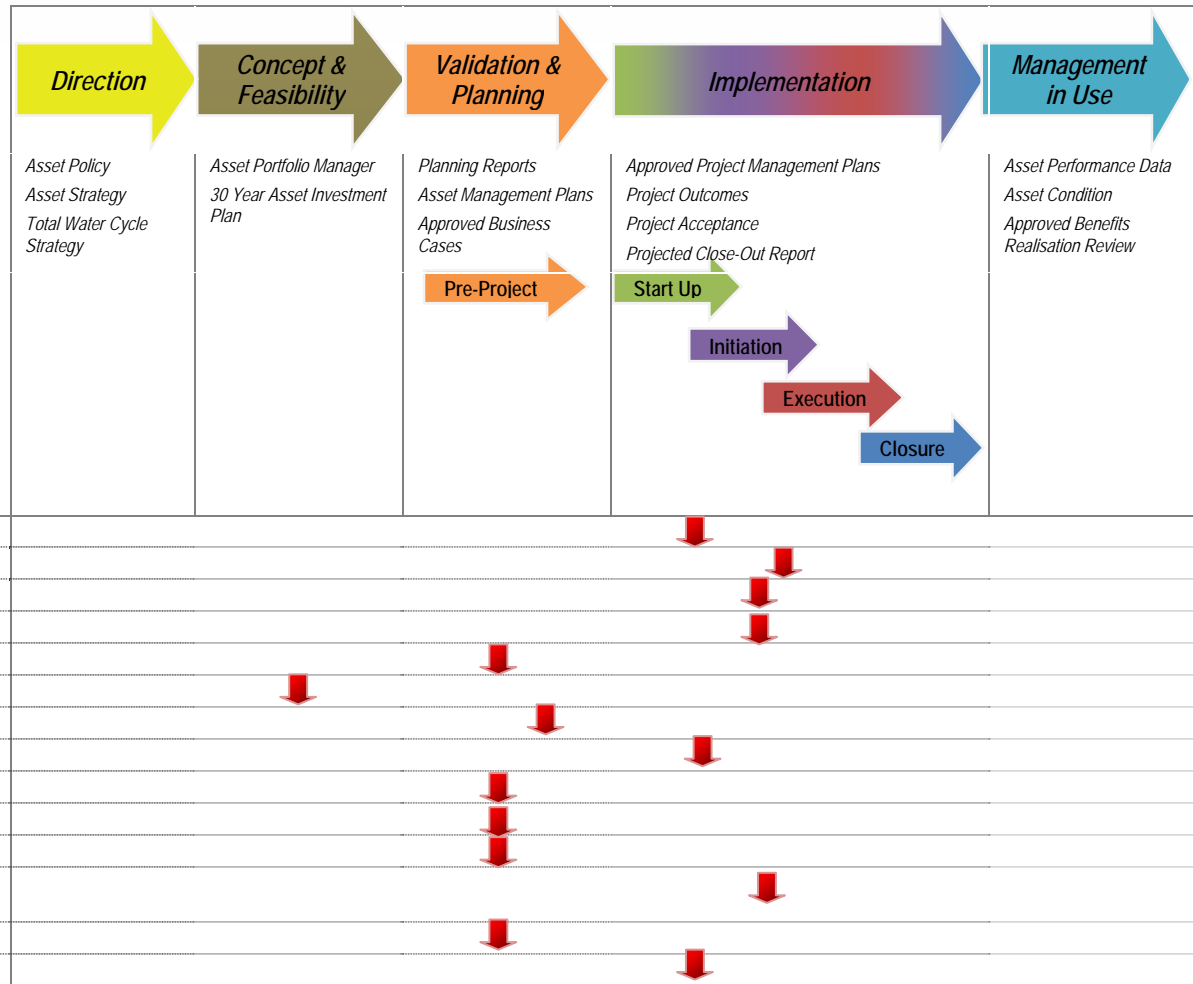 Direction
Concept &
Feasibility
Validation &
Planning
Implementation
Management
in Use
Asset Policy
Asset Strategy
Total Water Cycle
Strategy
Asset Portfolio Manager
30 Year Asset Investment
Plan
Planning Reports
Asset Management Plans
Approved Business
Cases
Approved Project Management Plans
Project Outcomes
Project Acceptance
Projected Close-Out Report
Asset Performance Data
Asset Condition
Approved Benefits
Realisation Review
Pre-Project
Start Up
Initiation
Execution
Closure